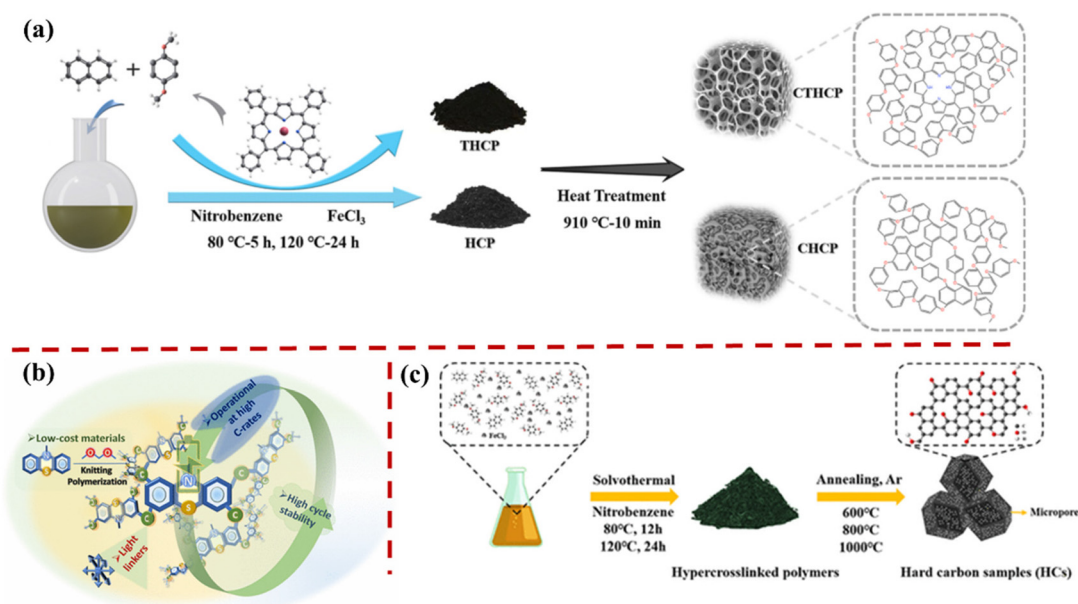 (a)
+
THCP
Nitrobenzene FeCl₃
80 ℃-5 h, 120 ℃-24 h
HCP
Heat Treatment
910 ℃-10 min
CTHCP
CHCP
(b)
➢Low-cost materials
Knitting
Polymerization
➢Operational
at high
C-rates
➢High cycle
stability
➢Light
linkers
N
S
C
C
C
C
(c)
FeCl₃
Solvothermal
Nitrobenzene
80℃, 12h
120℃, 24h
Hypercrosslinked polymers
Annealing, Ar
600℃
800℃
1000℃
Micropore
Hard carbon samples (HCs)